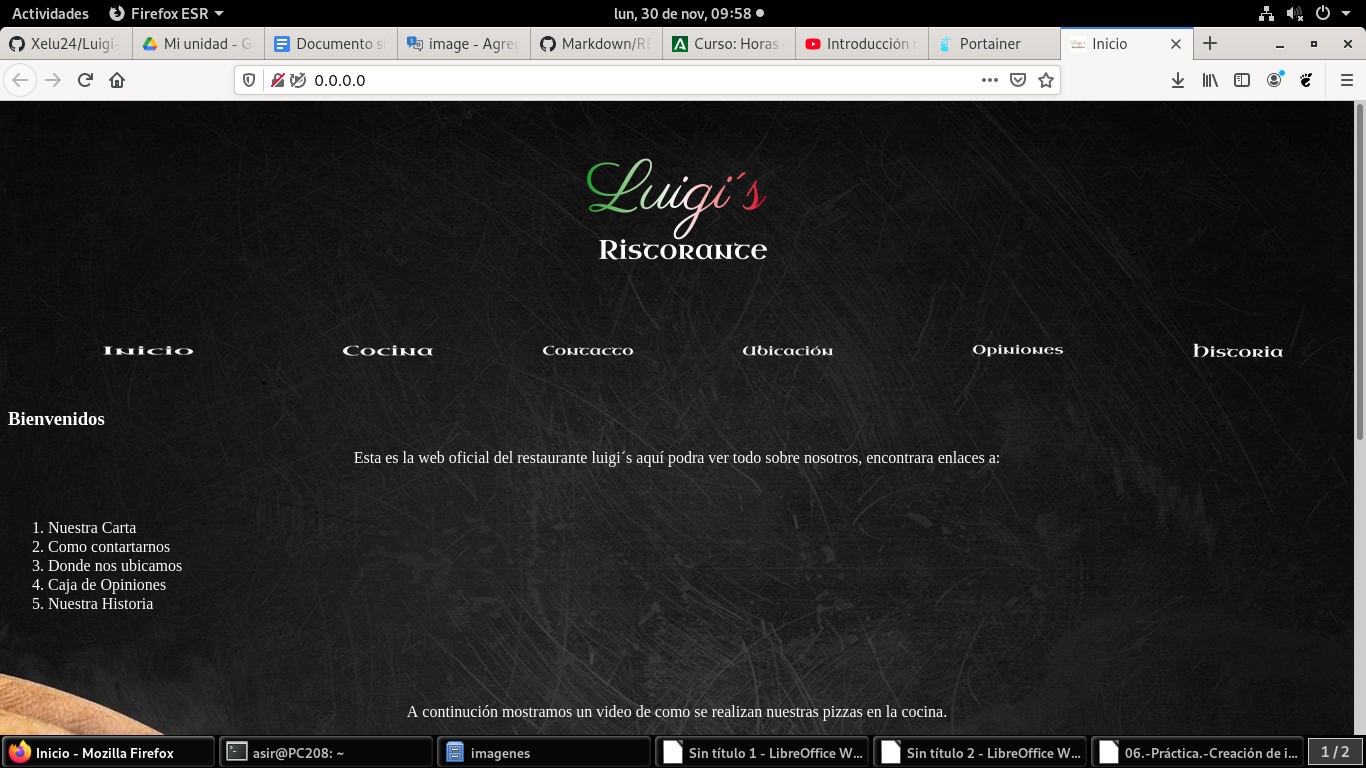 Actividades Firefox ESR lun, 30 de nov, 09:58
Xelu24/Luigi- Mi unidad - G Documento si image - Agreg Markdown/RE Curso: Horas Introducción Portainer Inicio
0.0.0.0
Luigi´s
Ristorante
Inicio Cocina Contacto Ubicación Opiniones Historia
Bienvenidos
Esta es la web oficial del restaurante luigi´s aquí podra ver todo sobre nosotros, encontrara enlaces a:
1. Nuestra Carta
2. Como contartarnos
3. Donde nos ubicamos
4. Caja de Opiniones
5. Nuestra Historia
A continución mostramos un video de como se realizan nuestras pizzas en la cocina.
Inicio - Mozilla Firefox asir@PC208: ~ imagenes Sin título 1 - LibreOffice W... Sin título 2 - LibreOffice W... 06.-Práctica.-Creación de i... 1 / 2